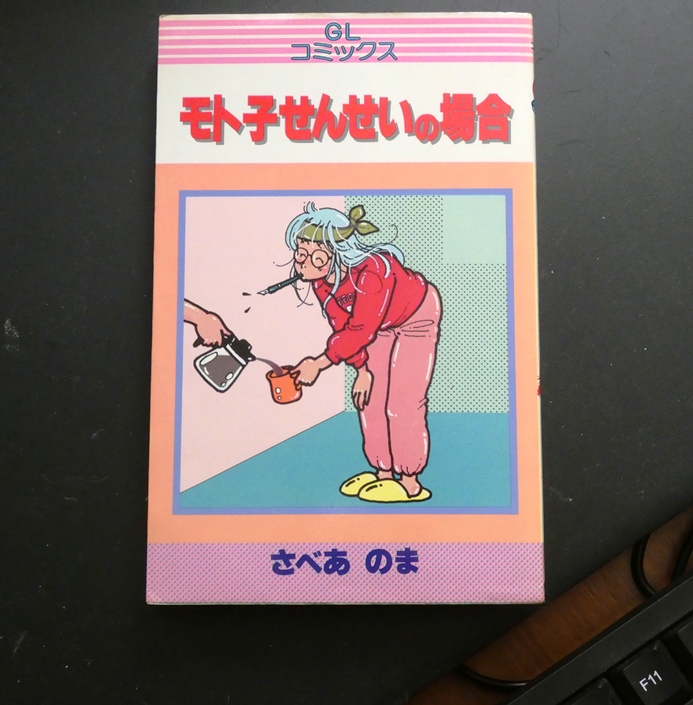 GL
コミックス
モト子せんせいの場合
さべあ のま
F11